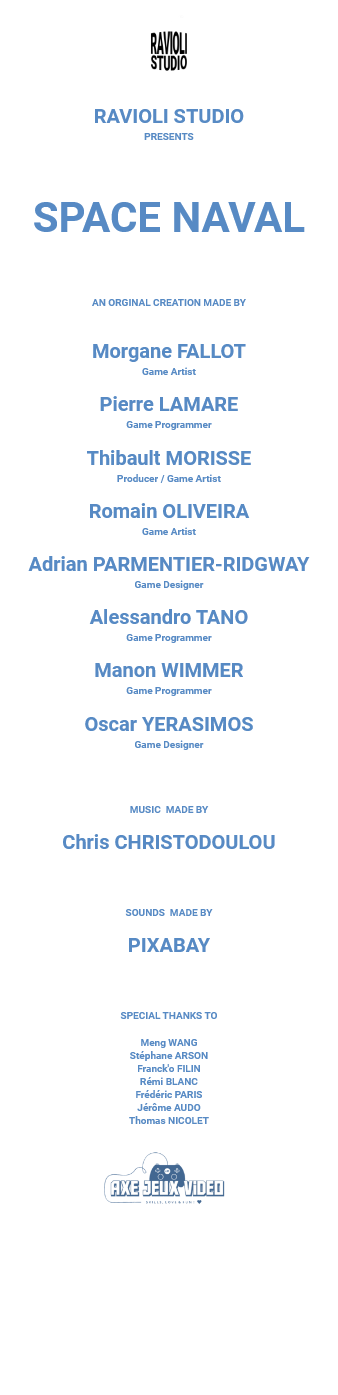 RAVIOLI
STUDIO
RAVIOLI STUDIO
PRESENTS
SPACE NAVAL
AN ORGINAL CREATION MADE BY
Morgane FALLOT
Game Artist
Pierre LAMARE
Game Programmer
Thibault MORISSE
Producer / Game Artist
Romain OLIVEIRA
Game Artist
Adrian PARMENTIER-RIDGWAY
Game Designer
Alessandro TANO
Game Programmer
Manon WIMMER
Game Programmer
Oscar YERASIMOS
Game Designer
MUSIC  MADE BY
Chris CHRISTODOULOU
SOUNDS  MADE BY
PIXABAY
SPECIAL THANKS TO
Meng WANG
Stéphane ARSON
Franck'o FILIN
Rémi BLANC
Frédéric PARIS
Jérôme AUDO
Thomas NICOLET
AXE JEUX VIDEO